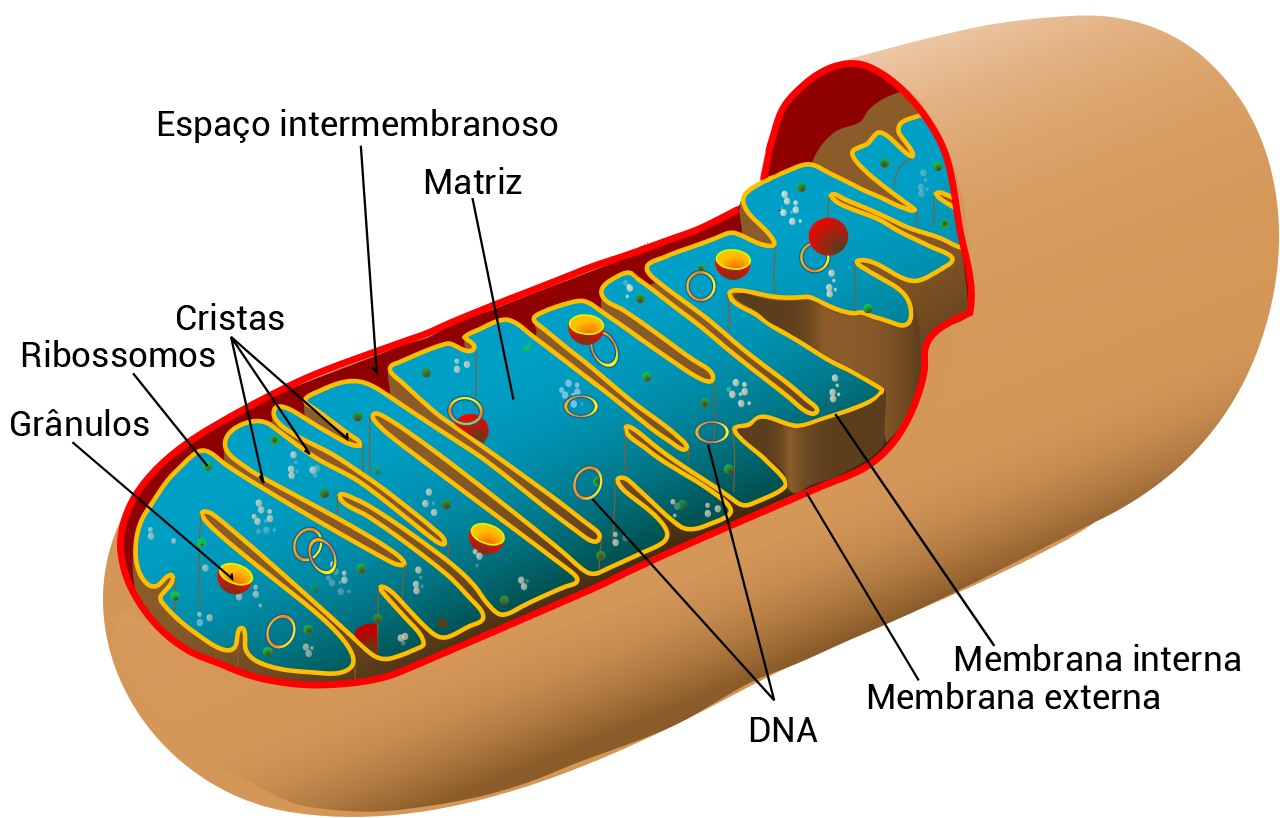 Espaço intermembranoso
Matriz
Cristas
Ribossomos
Grânulos
Membrana interna
Membrana externa
DNA